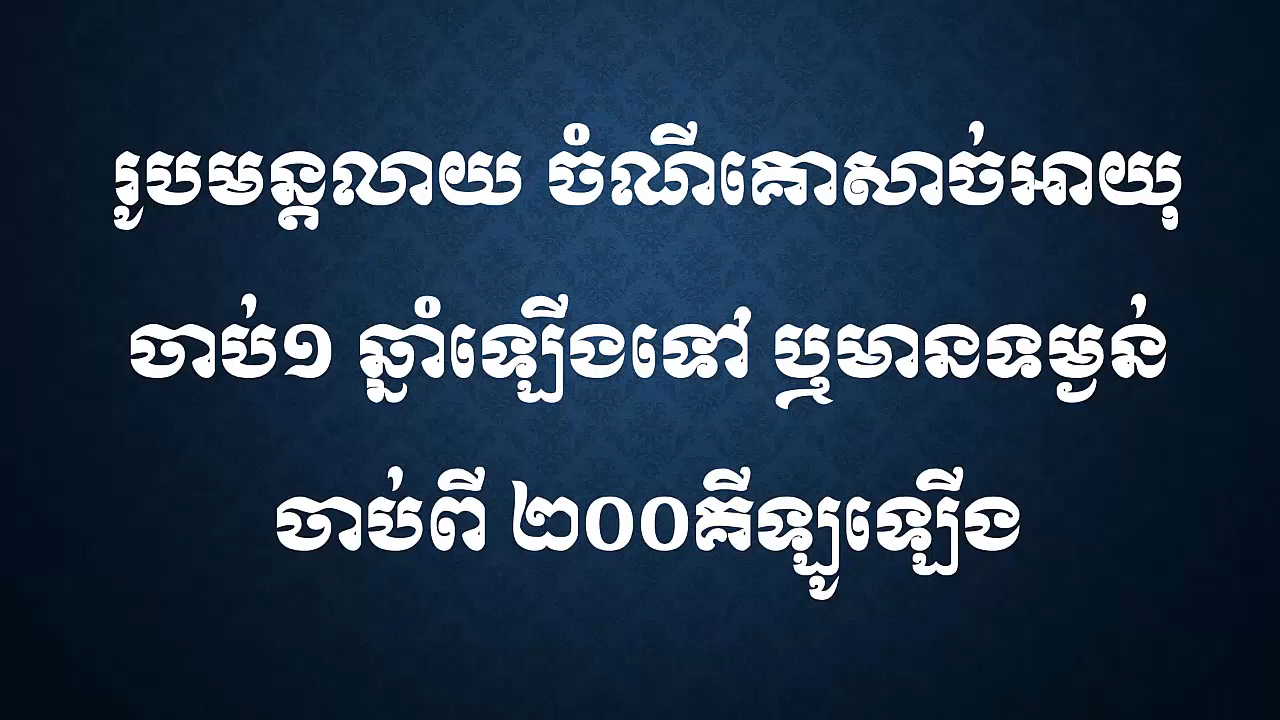 រូបមន្តលាយ ចំណីគោសាច់អាយុ
ចាប់១ ឆ្នាំឡើងទៅ ឬមានទម្ងន់
ចាប់ពី ២០០គីឡូឡើង